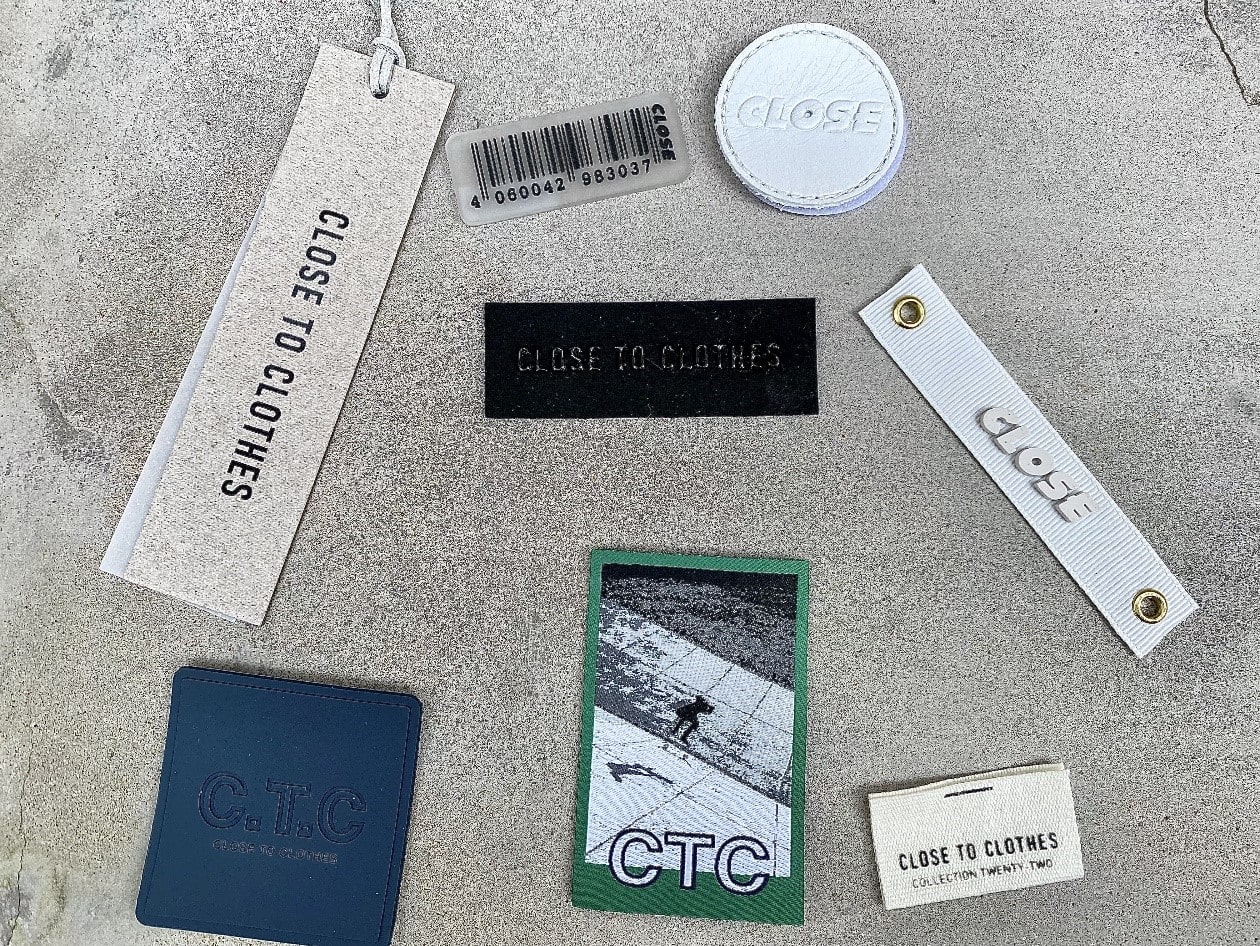 CLOSE TO CLOTHES
4 060042 983037
CLOSE
CLOSE
CLOSE TO CLOTHES
CLOSE
C.T.C
CLOSE TO CLOTHES
CTC
CLOSE TO CLOTHES
COLLECTION TWENTY-TWO